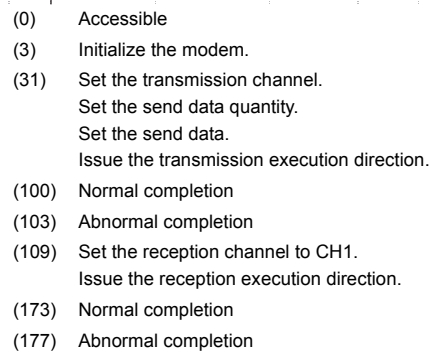 (0) Accessible
(3) Initialize the modem.
(31) Set the transmission channel.
Set the send data quantity.
Set the send data.
Issue the transmission execution direction.
(100) Normal completion
(103) Abnormal completion
(109) Set the reception channel to CH1.
Issue the reception execution direction.
(173) Normal completion
(177) Abnormal completion